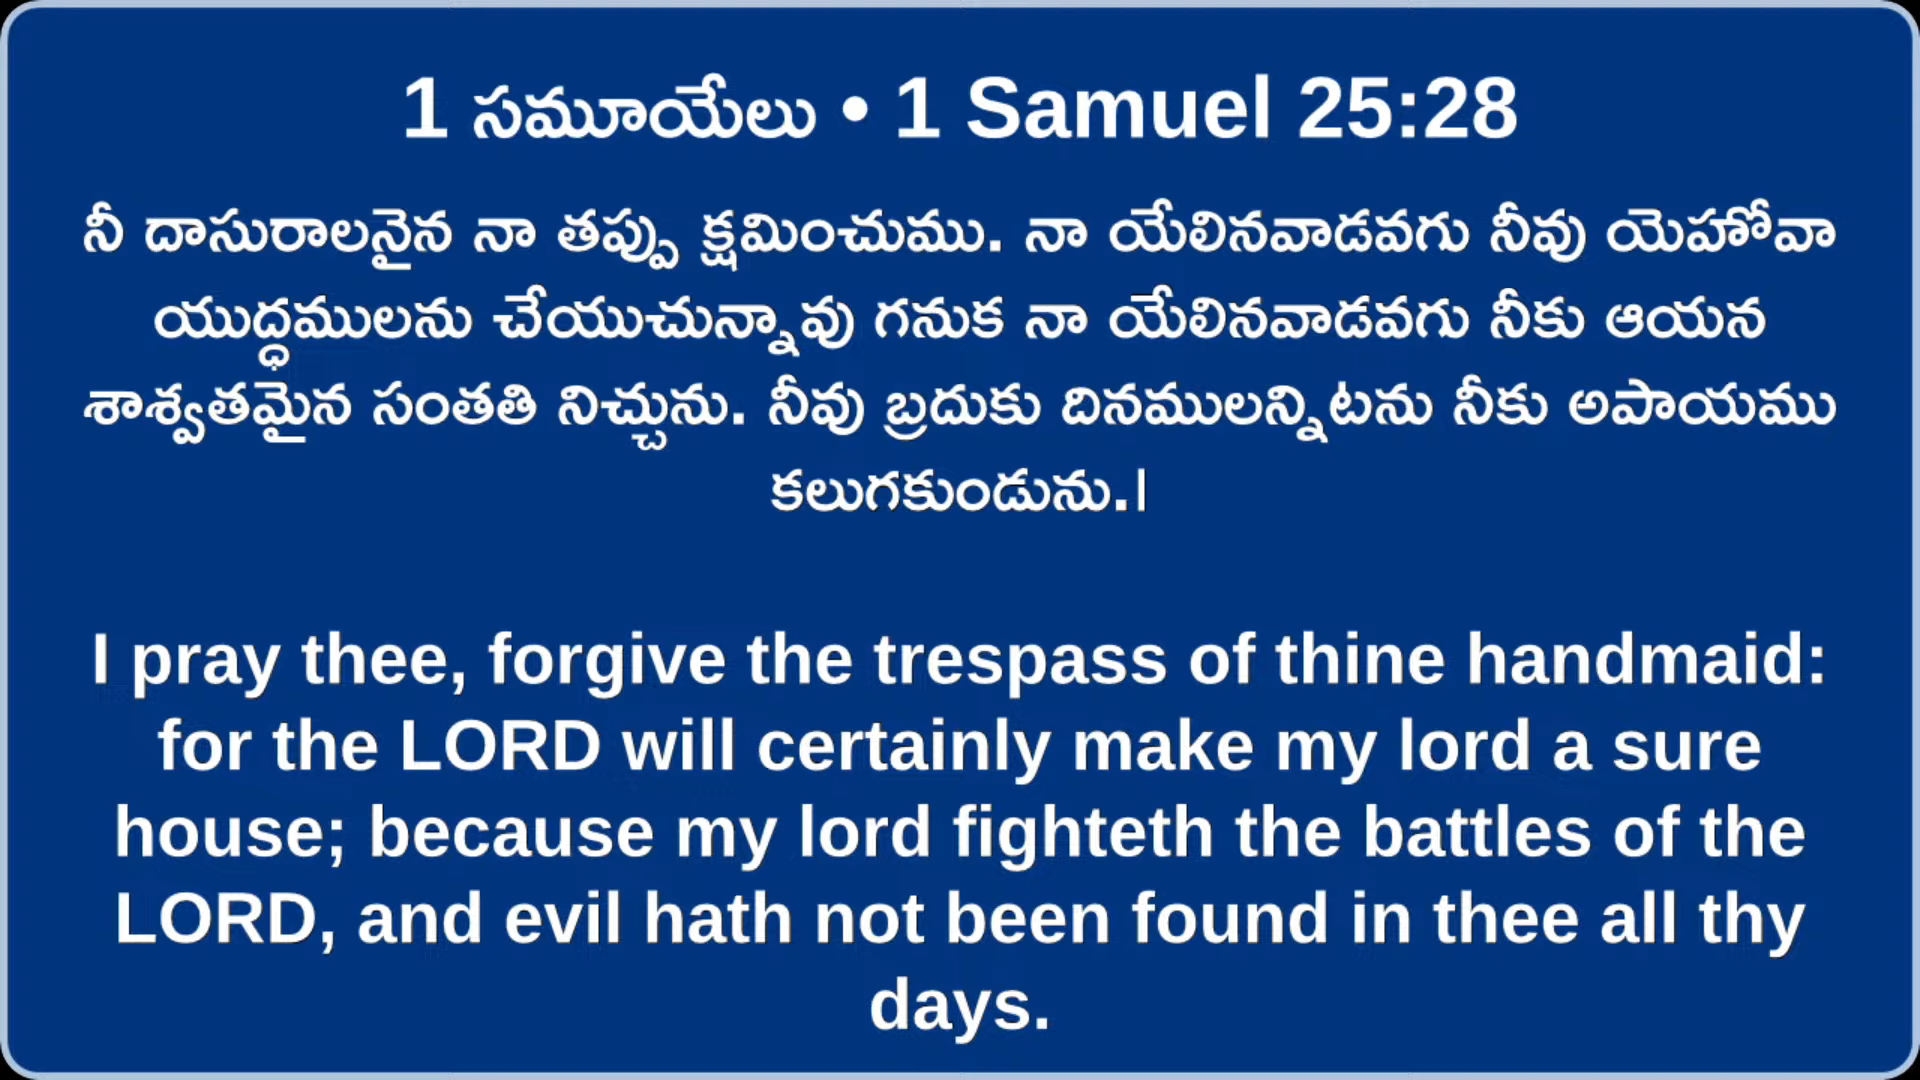 1 సమూయేలు • 1 Samuel 25:28
నీ దాసురాలనైన నా తప్పు క్షమించుము. నా యేలినవాడవగు నీవు యెహోవా
యుద్ధములను చేయుచున్నావు గనుక నా యేలినవాడవగు నీకు ఆయన
శాశ్వతమైన సంతతి నిచ్చును. నీవు బ్రదుకు దినములన్నిటను నీకు అపాయము
కలుగకుండును.|
I pray thee, forgive the trespass of thine handmaid:
for the LORD will certainly make my lord a sure
house; because my lord fighteth the battles of the
LORD, and evil hath not been found in thee all thy
days.